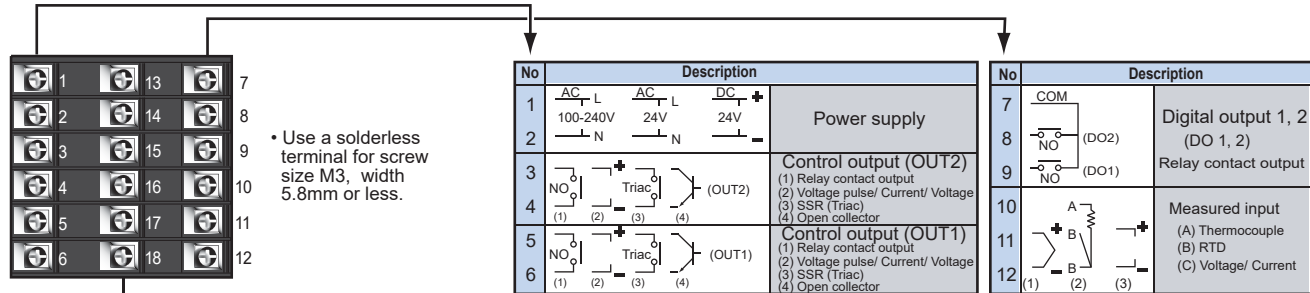 1 13 7
2 14 8
3 15 9
4 16 10
5 17 11
6 18 12
• Use a solderless
terminal for screw
size M3, width
5.8mm or less.
No Description
1 AC L AC L DC +
100-240V 24V 24V
2 N N −
Power supply
3
4
NO + − Triac (OUT2)
(1) (2) (3) (4)
Control output (OUT2)
(1) Relay contact output
(2) Voltage pulse/ Current/ Voltage
(3) SSR (Triac)
(4) Open collector
5
6
NO + − Triac (OUT1)
(1) (2) (3) (4)
Control output (OUT1)
(1) Relay contact output
(2) Voltage pulse/ Current/ Voltage
(3) SSR (Triac)
(4) Open collector
No Description
7 COM
8 NO (DO2)
9 NO (DO1)
Digital output 1, 2
(DO 1, 2)
Relay contact output
10 A
11 + B +
12 − B −
(1) (2) (3)
Measured input
(A) Thermocouple
(B) RTD
(C) Voltage/ Current